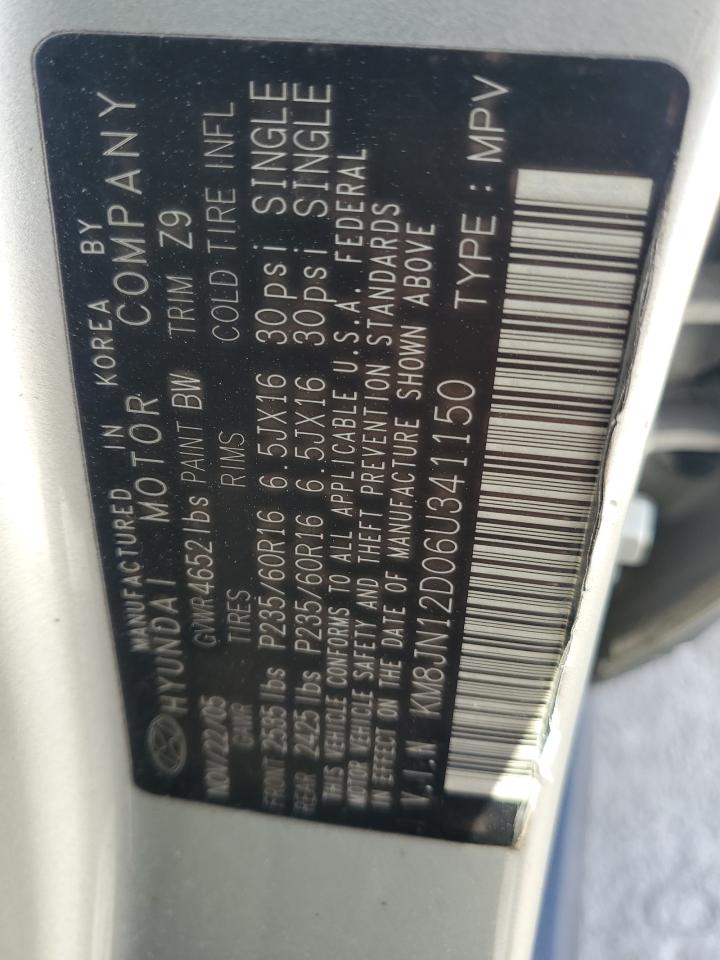 MANUFACTURED IN KOREA BY
HYUNDAI MOTOR COMPANY
NOV/22/05 GVWR4652 lbs PAINT BW TRIM Z9
GAWR TIRES RIMS COLD TIRE INFL
FRONT 2535 lbs P235/60R16 6.5JX16 30psi SINGLE
REAR 2425 lbs P235/60R16 6.5JX16 30psi SINGLE
THIS VEHICLE CONFORMS TO ALL APPLICABLE U.S.A. FEDERAL
MOTOR VEHICLE SAFETY AND THEFT PREVENTION STANDARDS
IN EFFECT ON THE DATE OF MANUFACTURE SHOWN ABOVE
V.I.N KM8JN12D06U341150 TYPE : MPV